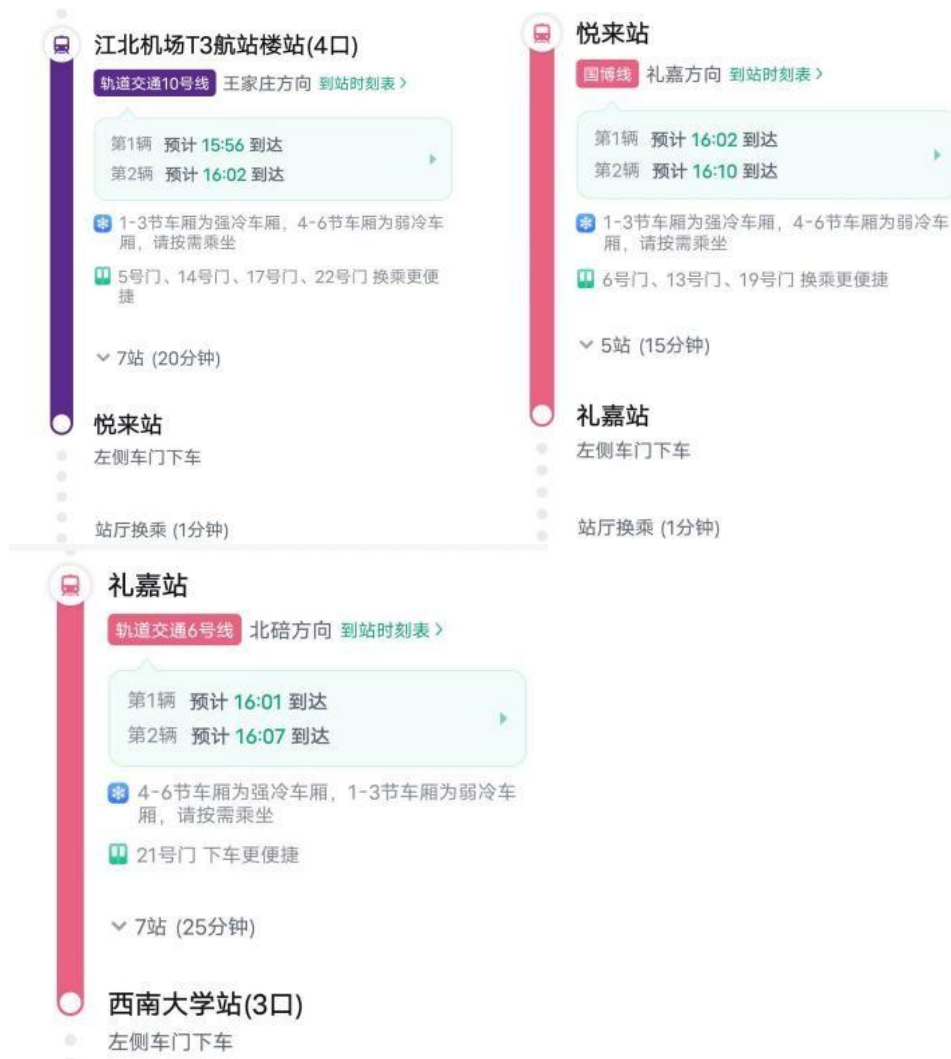 江北机场T3航站楼站(4口)
轨道交通10号线 王家庄方向 到站时刻表>
第1辆 预计 15:56 到达
第2辆 预计 16:02 到达
1-3节车厢为强冷车厢，4-6节车厢为弱冷车
厢，请按需乘坐
5号门、14号门、17号门、22号门 换乘更便
捷
7站 (20分钟)
悦来站
左侧车门下车
站厅换乘 (1分钟)
悦来站
国博线 礼嘉方向 到站时刻表>
第1辆 预计 16:02 到达
第2辆 预计 16:10 到达
1-3节车厢为强冷车厢，4-6节车厢为弱冷车
厢，请按需乘坐
6号门、13号门、19号门 换乘更便捷
5站 (15分钟)
礼嘉站
左侧车门下车
站厅换乘 (1分钟)
礼嘉站
轨道交通6号线 北碚方向 到站时刻表>
第1辆 预计 16:01 到达
第2辆 预计 16:07 到达
4-6节车厢为强冷车厢，1-3节车厢为弱冷车
厢，请按需乘坐
21号门 下车更便捷
7站 (25分钟)
西南大学站(3口)
左侧车门下车